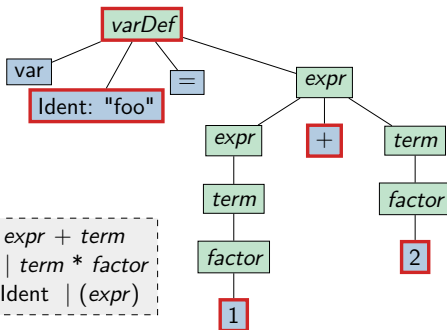 varDef
var
Ident: "foo"
=
expr
expr
+
term
term
factor
factor
1
2
expr + term
| term * factor
Ident | (expr)